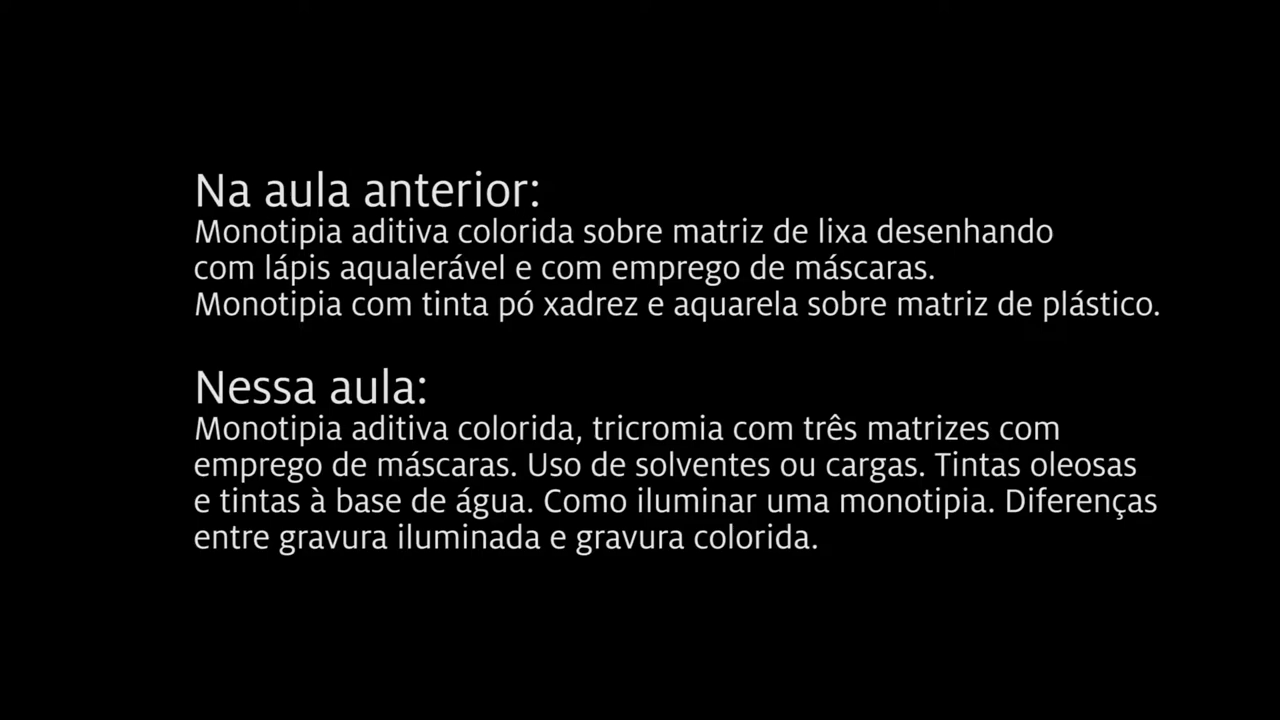 Na aula anterior:
Monotipia aditiva colorida sobre matriz de lixa desenhando
com lápis aqualerável e com emprego de máscaras.
Monotipia com tinta pó xadrez e aquarela sobre matriz de plástico.
Nessa aula:
Monotipia aditiva colorida, tricromia com três matrizes com
emprego de máscaras. Uso de solventes ou cargas. Tintas oleosas
e tintas à base de água. Como iluminar uma monotipia. Diferenças
entre gravura iluminada e gravura colorida.